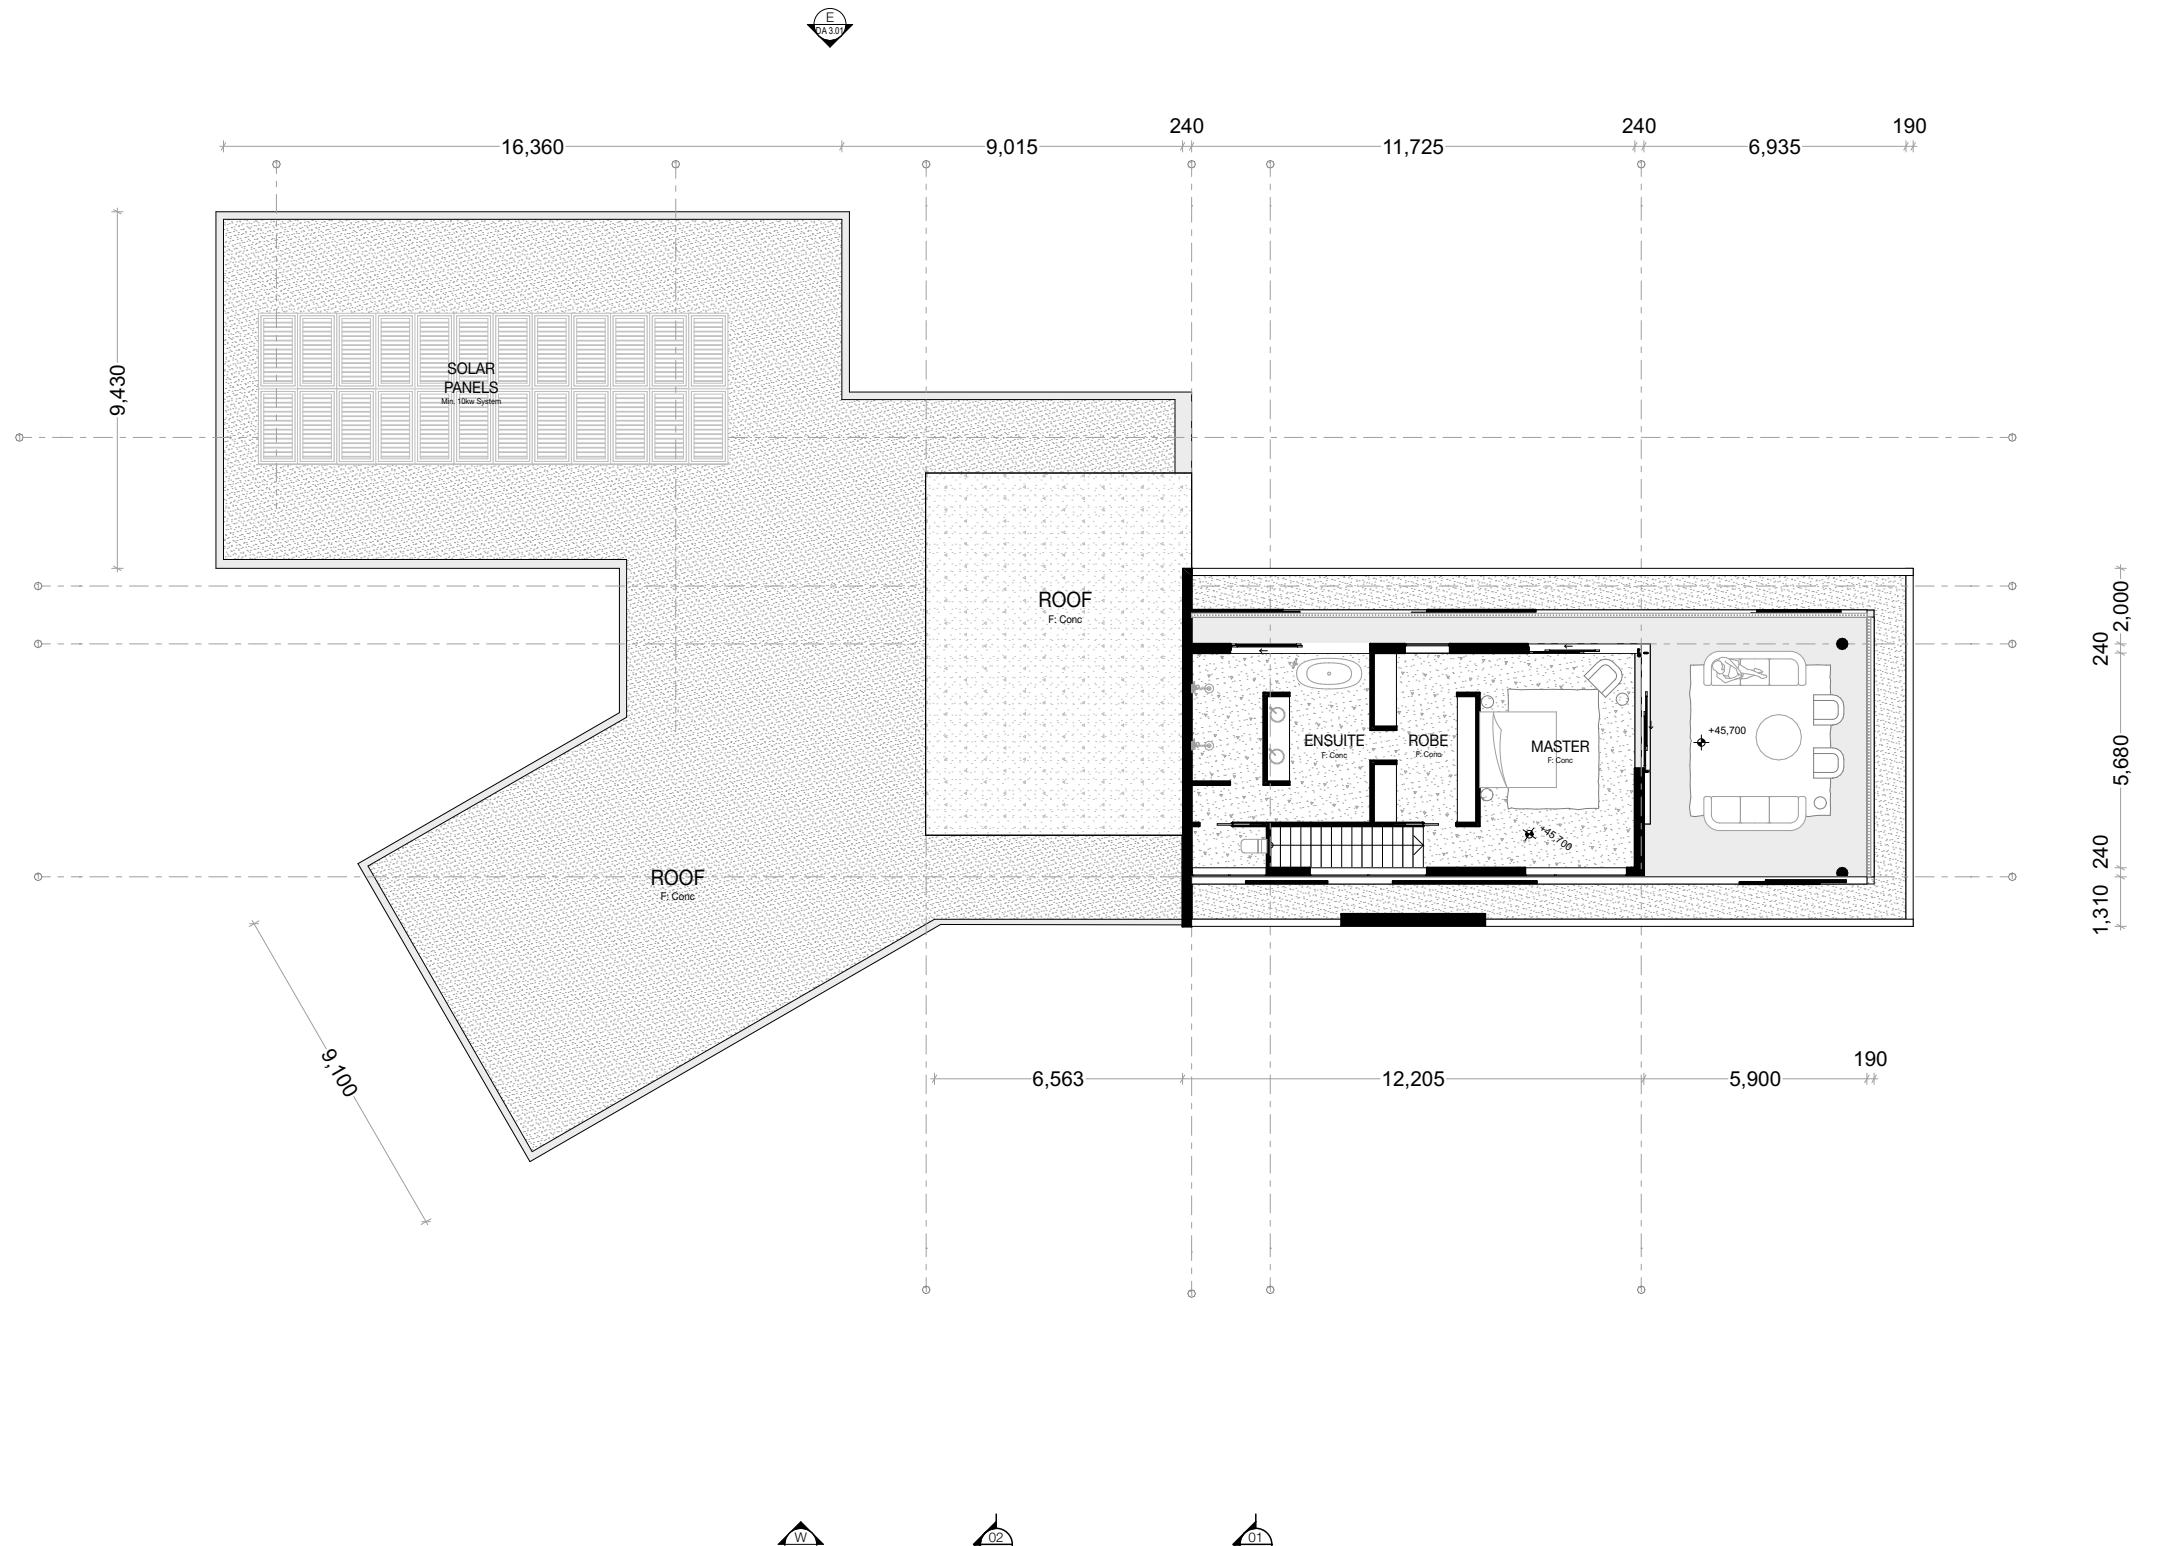 E
DA 3.01
240
240
190
16,360
9,015
11,725
6,935
9,430
SOLAR
PANELS
Min. 10kw System
ROOF
F: Conc
2,000
240
5,680
240
1,310
ENSUITE
F: Conc
ROBE
F: Conc
MASTER
F: Conc
+45,700
+45,700
ROOF
F: Conc
9,100
190
6,563
12,205
5,900
W
02
01